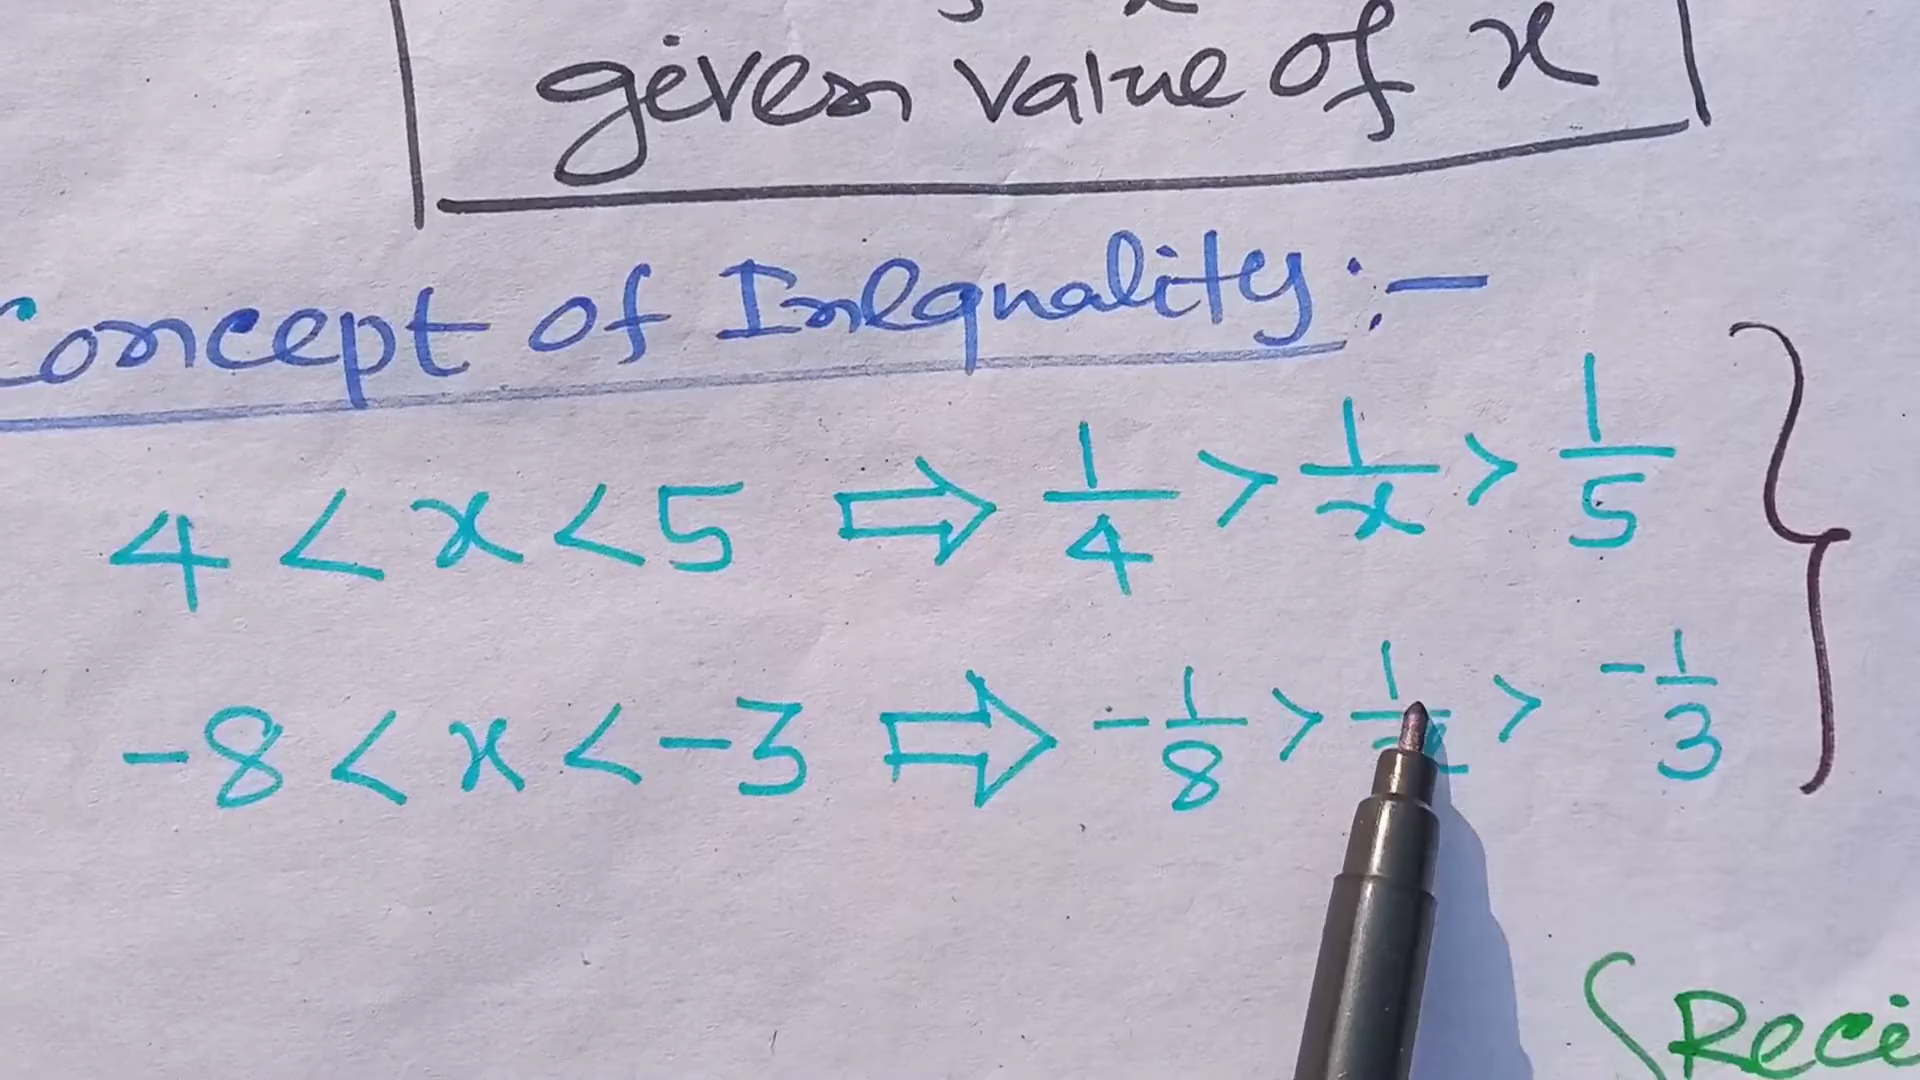 given value of x
Concept of Inequality :-
4 < x < 5 ⇒ 1/4 > 1/x > 1/5
-8 < x < -3 ⇒ -1/8 > 1/x > -1/3